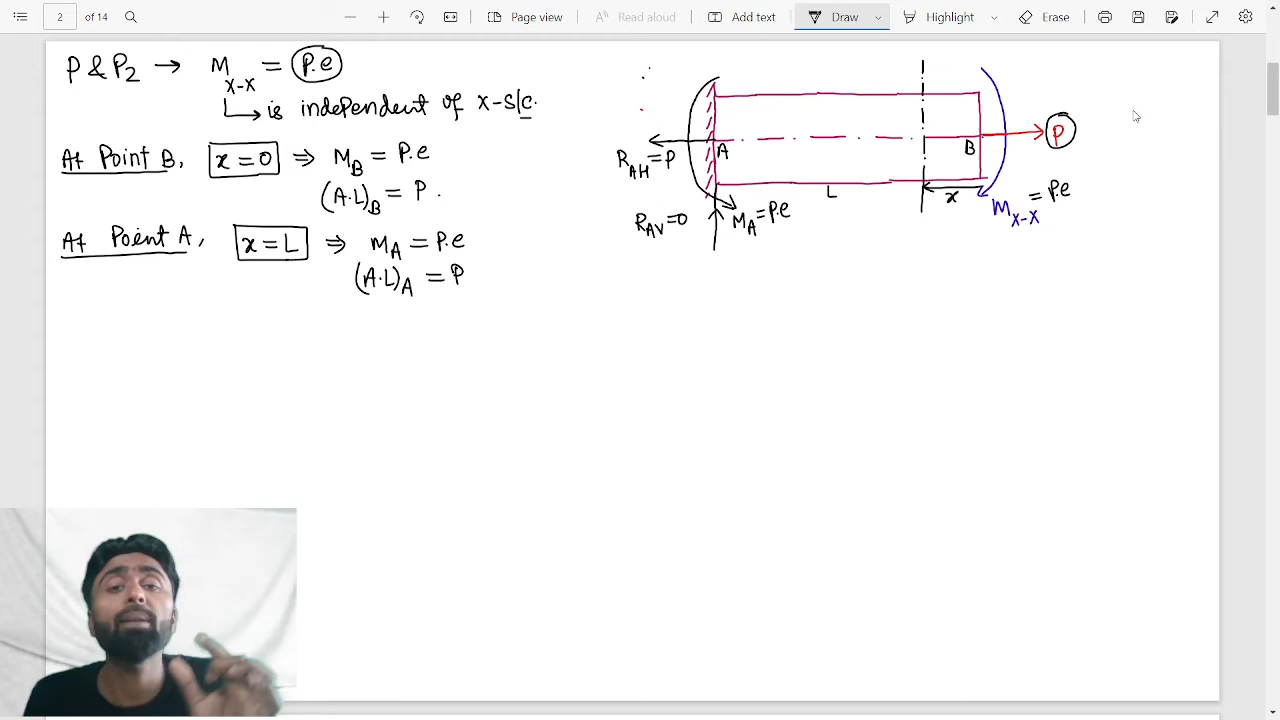 2 of 14 Page view Read aloud Add text Draw Highlight Erase
P & P2 → Mx-x = P.e
↳ is independent of x-s/c.
At Point B, x=0 ⇒ MB = P.e
(A.L)B = P.
At Point A, x=L ⇒ MA = P.e
(A.L)A = P
RAH=P A B P
L x
RAV=0 MA=P.e Mx-x = P.e